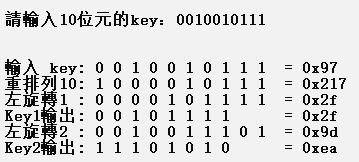 請輸入10位元的key：0010010111
輸入 key: 0 0 1 0 0 1 0 1 1 1 = 0x97
重排列10: 1 0 0 0 0 1 0 1 1 1 = 0x217
左旋轉1 : 0 0 0 0 1 0 1 1 1 1 = 0x2f
Key1輸出: 0 0 1 0 1 1 1 1 = 0x2f
左旋轉2 : 0 0 1 0 0 1 1 1 0 1 = 0x9d
Key2輸出: 1 1 1 0 1 0 1 0 = 0xea